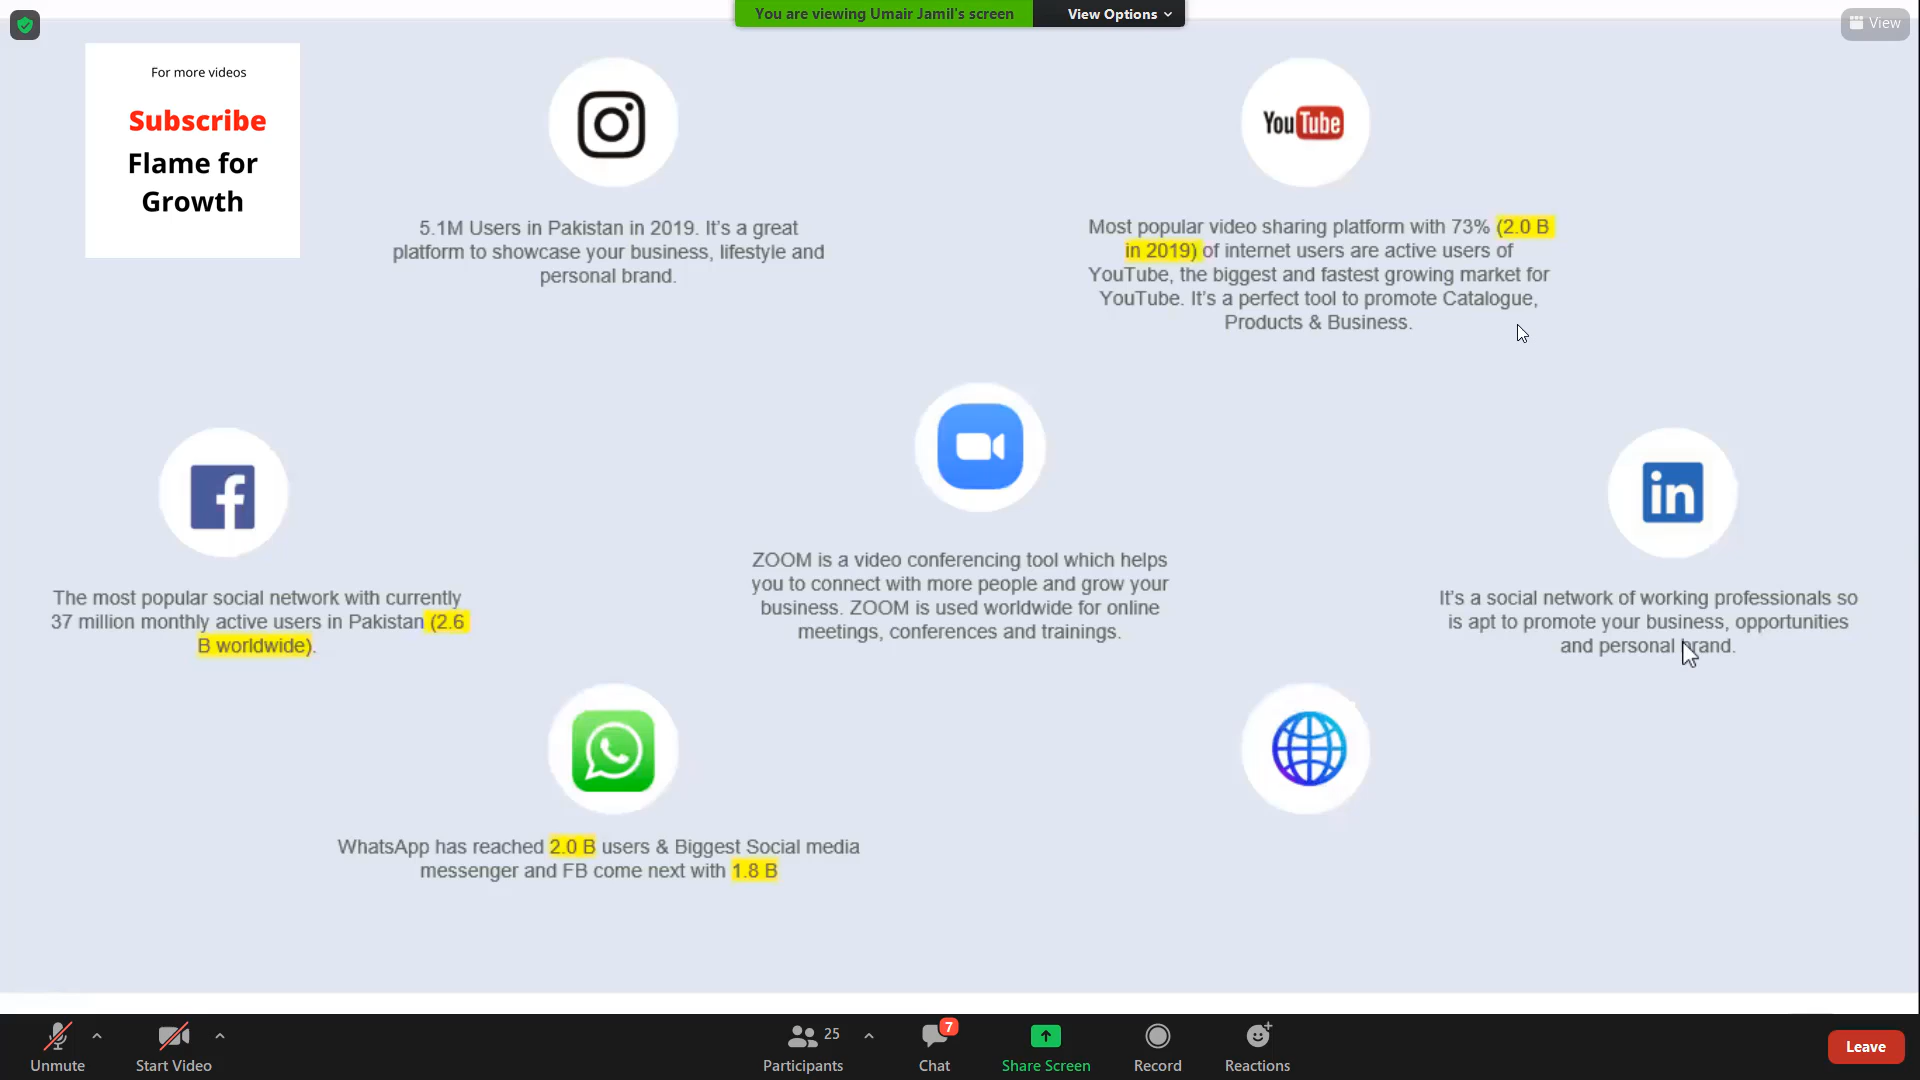 You are viewing Umair Jamil's screen
View Options
View
For more videos
Subscribe
Flame for
Growth
5.1M Users in Pakistan in 2019. It's a great
platform to showcase your business, lifestyle and
personal brand.
YouTube
Most popular video sharing platform with 73% (2.0 B
in 2019) of internet users are active users of
YouTube, the biggest and fastest growing market for
YouTube. It's a perfect tool to promote Catalogue,
Products & Business.
f
The most popular social network with currently
37 million monthly active users in Pakistan (2.6
B worldwide).
ZOOM is a video conferencing tool which helps
you to connect with more people and grow your
business. ZOOM is used worldwide for online
meetings, conferences and trainings.
in
It's a social network of working professionals so
is apt to promote your business, opportunities
and personal brand.
WhatsApp has reached 2.0 B users & Biggest Social media
messenger and FB come next with 1.8 B
Unmute
Start Video
25
Participants
7
Chat
Share Screen
Record
Reactions
Leave